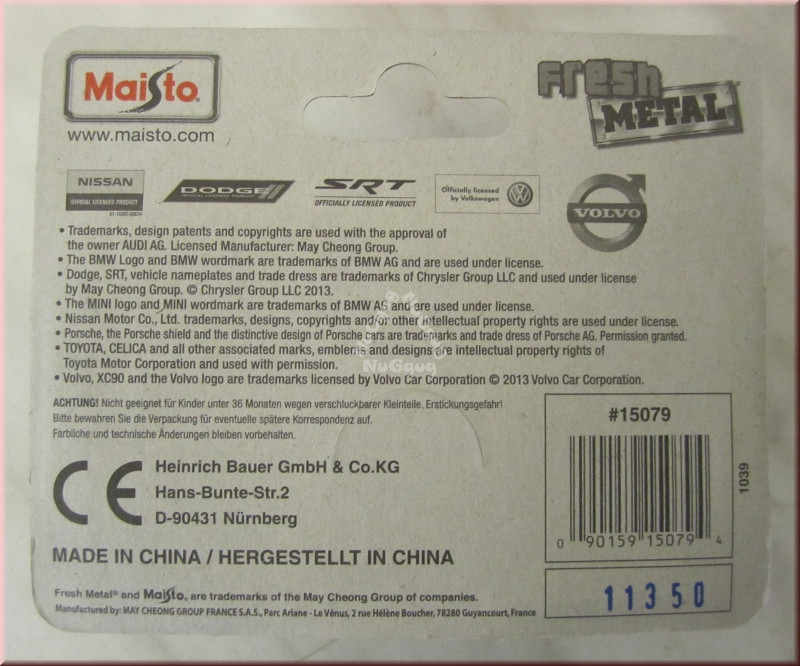 Maisto®
www.maisto.com
Fresh
METAL
NISSAN
OFFICIAL LICENSED PRODUCT
DODGE
OFFICIAL LICENSED PRODUCT
SRT
OFFICIALLY LICENSED PRODUCT
Officially licensed
by Volkswagen
VOLVO
• Trademarks, design patents and copyrights are used with the approval of
the owner AUDI AG. Licensed Manufacturer: May Cheong Group.
• The BMW Logo and BMW wordmark are trademarks of BMW AG and are used under license.
• Dodge, SRT, vehicle nameplates and trade dress are trademarks of Chrysler Group LLC and used under license
by May Cheong Group. © Chrysler Group LLC 2013.
• The MINI logo and MINI wordmark are trademarks of BMW AG and are used under license.
• Nissan Motor Co., Ltd. trademarks, designs, copyrights and/or other intellectual property rights are used under license.
• Porsche, the Porsche shield and the distinctive design of Porsche cars are trademarks and trade dress of Porsche AG. Permission granted.
• TOYOTA, CELICA and all other associated marks, emblems and designs are intellectual property rights of
Toyota Motor Corporation and used with permission.
• Volvo, XC90 and the Volvo logo are trademarks licensed by Volvo Car Corporation © 2013 Volvo Car Corporation.
ACHTUNG! Nicht geeignet für Kinder unter 36 Monaten wegen verschluckbarer Kleinteile. Erstickungsgefahr!
Bitte bewahren Sie die Verpackung für eventuelle spätere Korrespondenz auf.
Farbliche und technische Änderungen bleiben vorbehalten.
CE
Heinrich Bauer GmbH & Co.KG
Hans-Bunte-Str.2
D-90431 Nürnberg
MADE IN CHINA / HERGESTELLT IN CHINA
Fresh Metal® and Maisto® are trademarks of the May Cheong Group of companies.
Manufactured by: MAY CHEONG GROUP FRANCE S.A.S., Parc Ariane - Le Vénus, 2 rue Hélène Boucher, 78280 Guyancourt, France
#15079
0 90159 15079 4
1039
11350
NuGgug